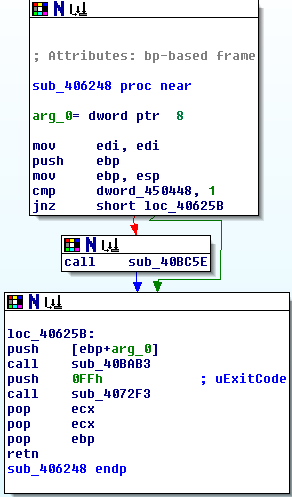 ; Attributes: bp-based frame
sub_406248 proc near
arg_0= dword ptr 8
mov edi, edi
push ebp
mov ebp, esp
cmp dword_450448, 1
jnz short loc_40625B
call sub_40BC5E
loc_40625B:
push [ebp+arg_0]
call sub_40BAB3
push 0FFh ; uExitCode
call sub_4072F3
pop ecx
pop ecx
pop ebp
retn
sub_406248 endp